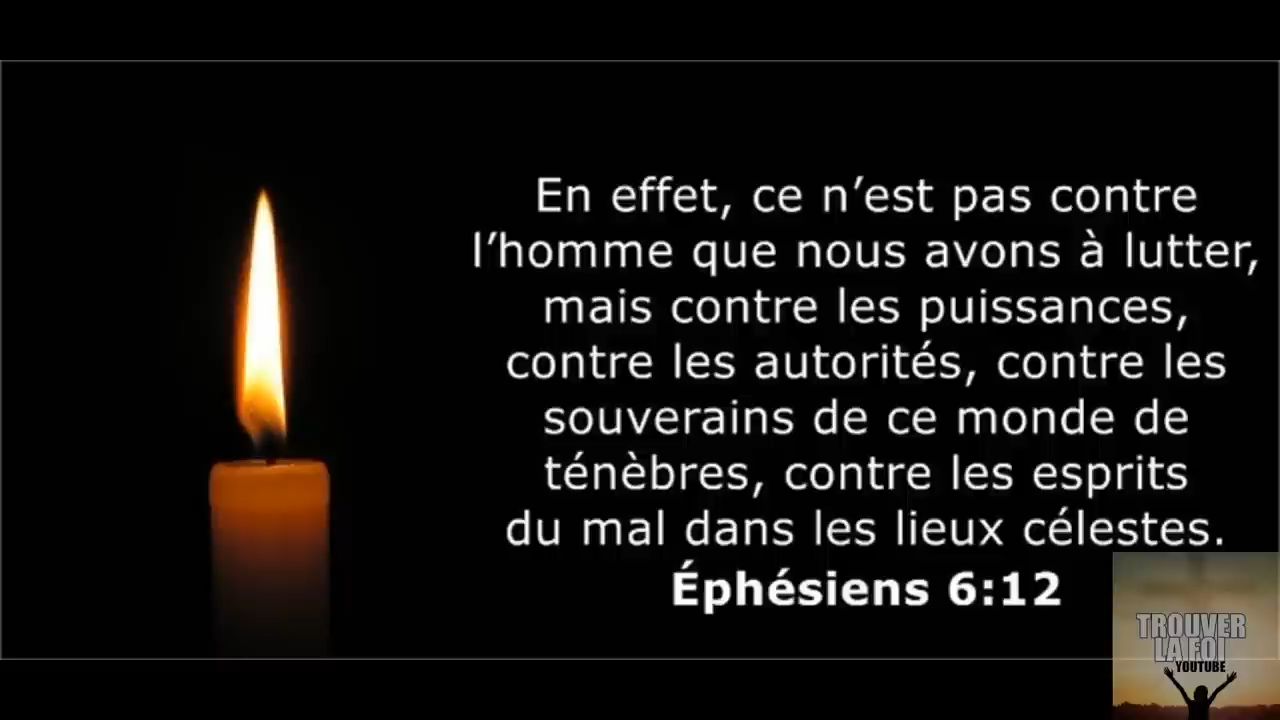 En effet, ce n’est pas contre
l’homme que nous avons à lutter,
mais contre les puissances,
contre les autorités, contre les
souverains de ce monde de
ténèbres, contre les esprits
du mal dans les lieux célestes.
Éphésiens 6:12
TROUVER
LA FOI
YOUTUBE